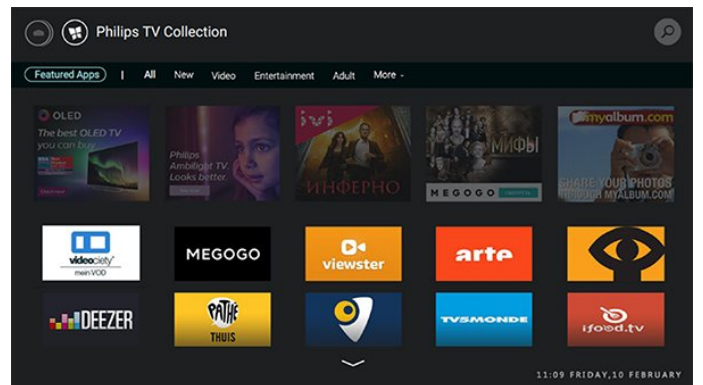 Philips TV Collection
Featured Apps | All New Video Entertainment Adult More
OLED
The best OLED TV
you can buy
Philips
Ambilight TV.
Looks better.
ivi
ИНФЕРНО
МИФЫ
MEGOGO
myalbum.com
SHARE YOUR PHOTOS
THROUGH MYALBUM.COM
videociety
mein VOD
MEGOGO
viewster
arte
DEEZER
PATHÉ
THUIS
TV5MONDE
ifood.tv
11:09 FRIDAY,10 FEBRUARY